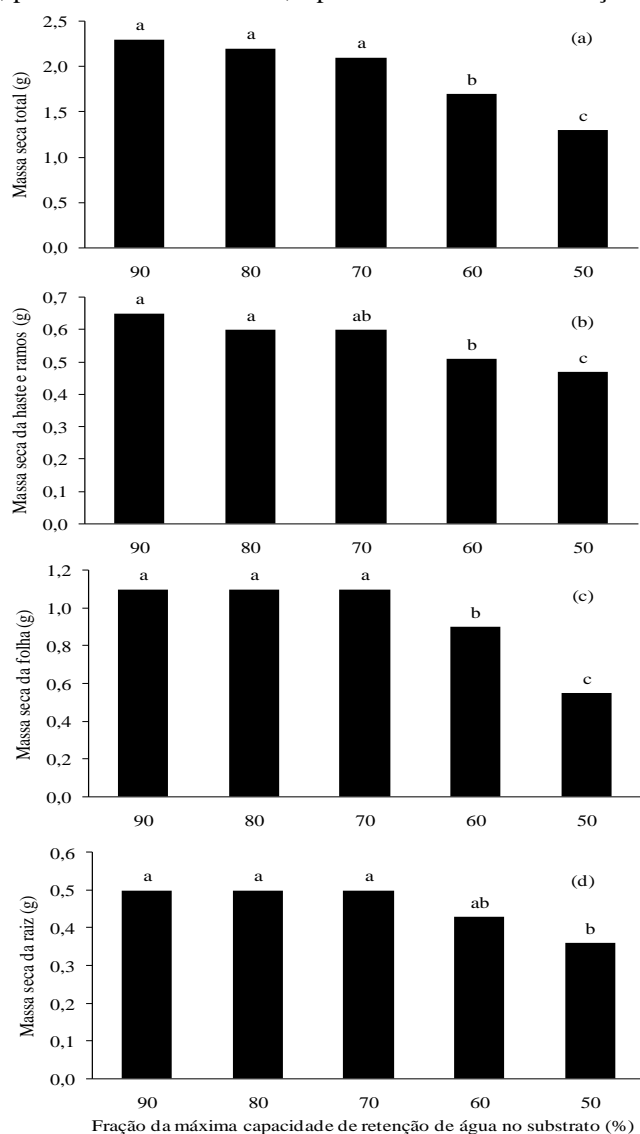 a a a b c (a)
2,5
2,0
1,5
1,0
0,5
0,0
Massa seca total (g)
90 80 70 60 50
a a ab b c (b)
0,7
0,6
0,5
0,4
0,3
0,2
0,1
0,0
Massa seca da haste e ramos (g)
90 80 70 60 50
a a a b c (c)
1,2
1,0
0,8
0,6
0,4
0,2
0,0
Massa seca da folha (g)
90 80 70 60 50
a a a ab b (d)
0,6
0,5
0,4
0,3
0,2
0,1
0,0
Massa seca da raiz (g)
90 80 70 60 50
Fração da máxima capacidade de retenção de água no substrato (%)